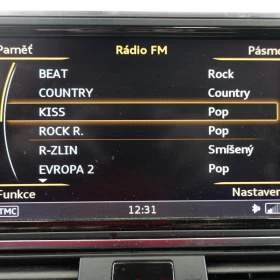 Paměť Rádio FM Pásmo
BEAT Rock
COUNTRY Country
KISS Pop
ROCK R. Pop
R-ZLIN Smíšený
EVROPA 2 Pop
Funkce Nastaven
TMC 12:31